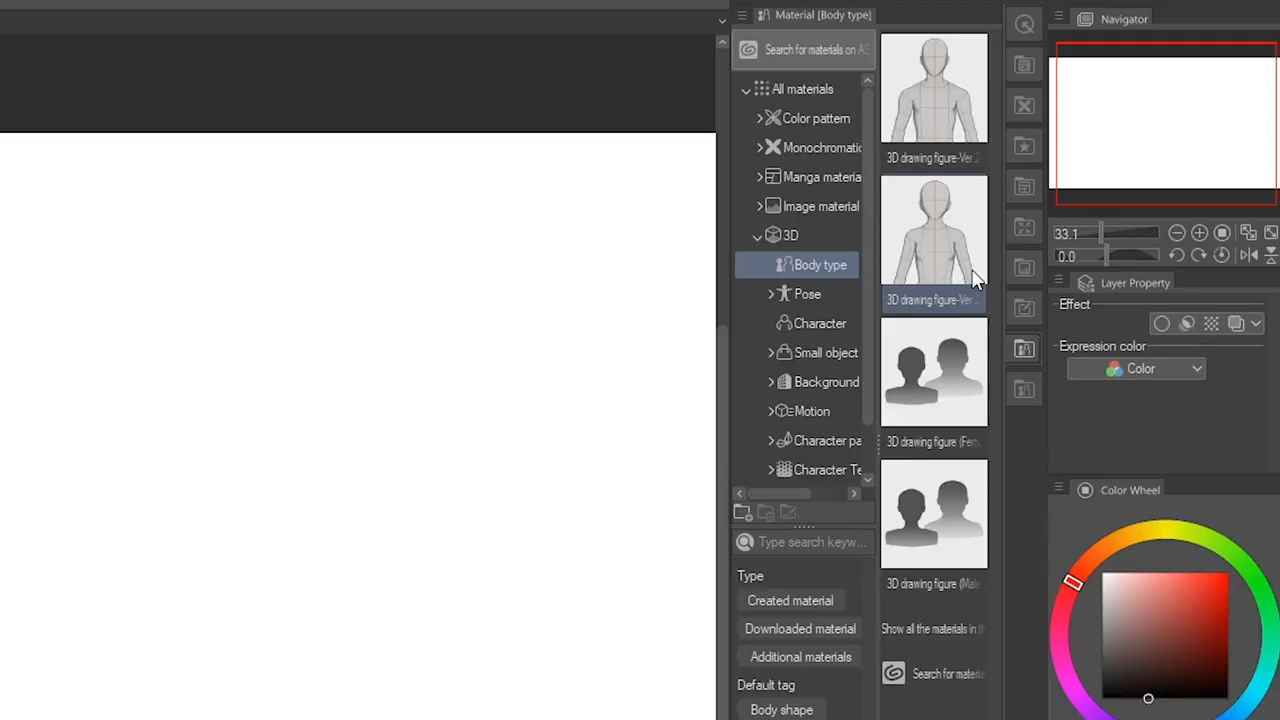 Material [Body type]
Search for materials on AS
All materials
Color pattern
Monochromatic
Manga materia
Image material
3D
Body type
Pose
Character
Small object
Background
Motion
Character pa
Character Te
Type search keyw...
Type
Created material
Downloaded material
Additional materials
Default tag
Body shape
3D drawing figure-Ver.2
3D drawing figure-Ver...
3D drawing figure (Fem
3D drawing figure (Male
Show all the materials in th
Search for materia
Navigator
33.1
0.0
Layer Property
Effect
Expression color
Color
Color Wheel